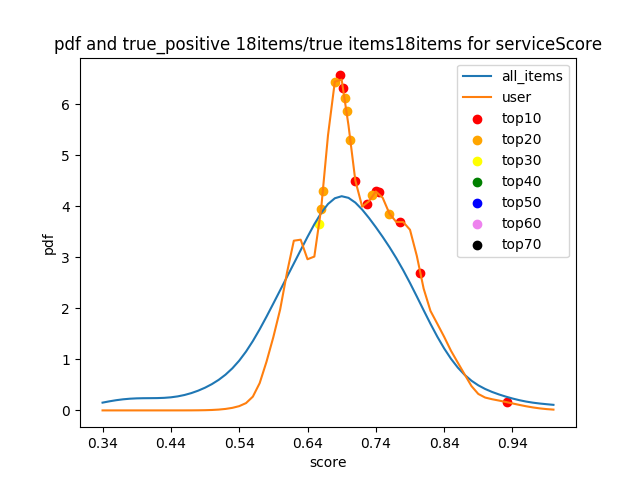 pdf and true_positive 18items/true items18items for serviceScore
all_items
user
top10
top20
top30
top40
top50
top60
top70
6
5
4
3
2
1
0
pdf
0.34 0.44 0.54 0.64 0.74 0.84 0.94
score